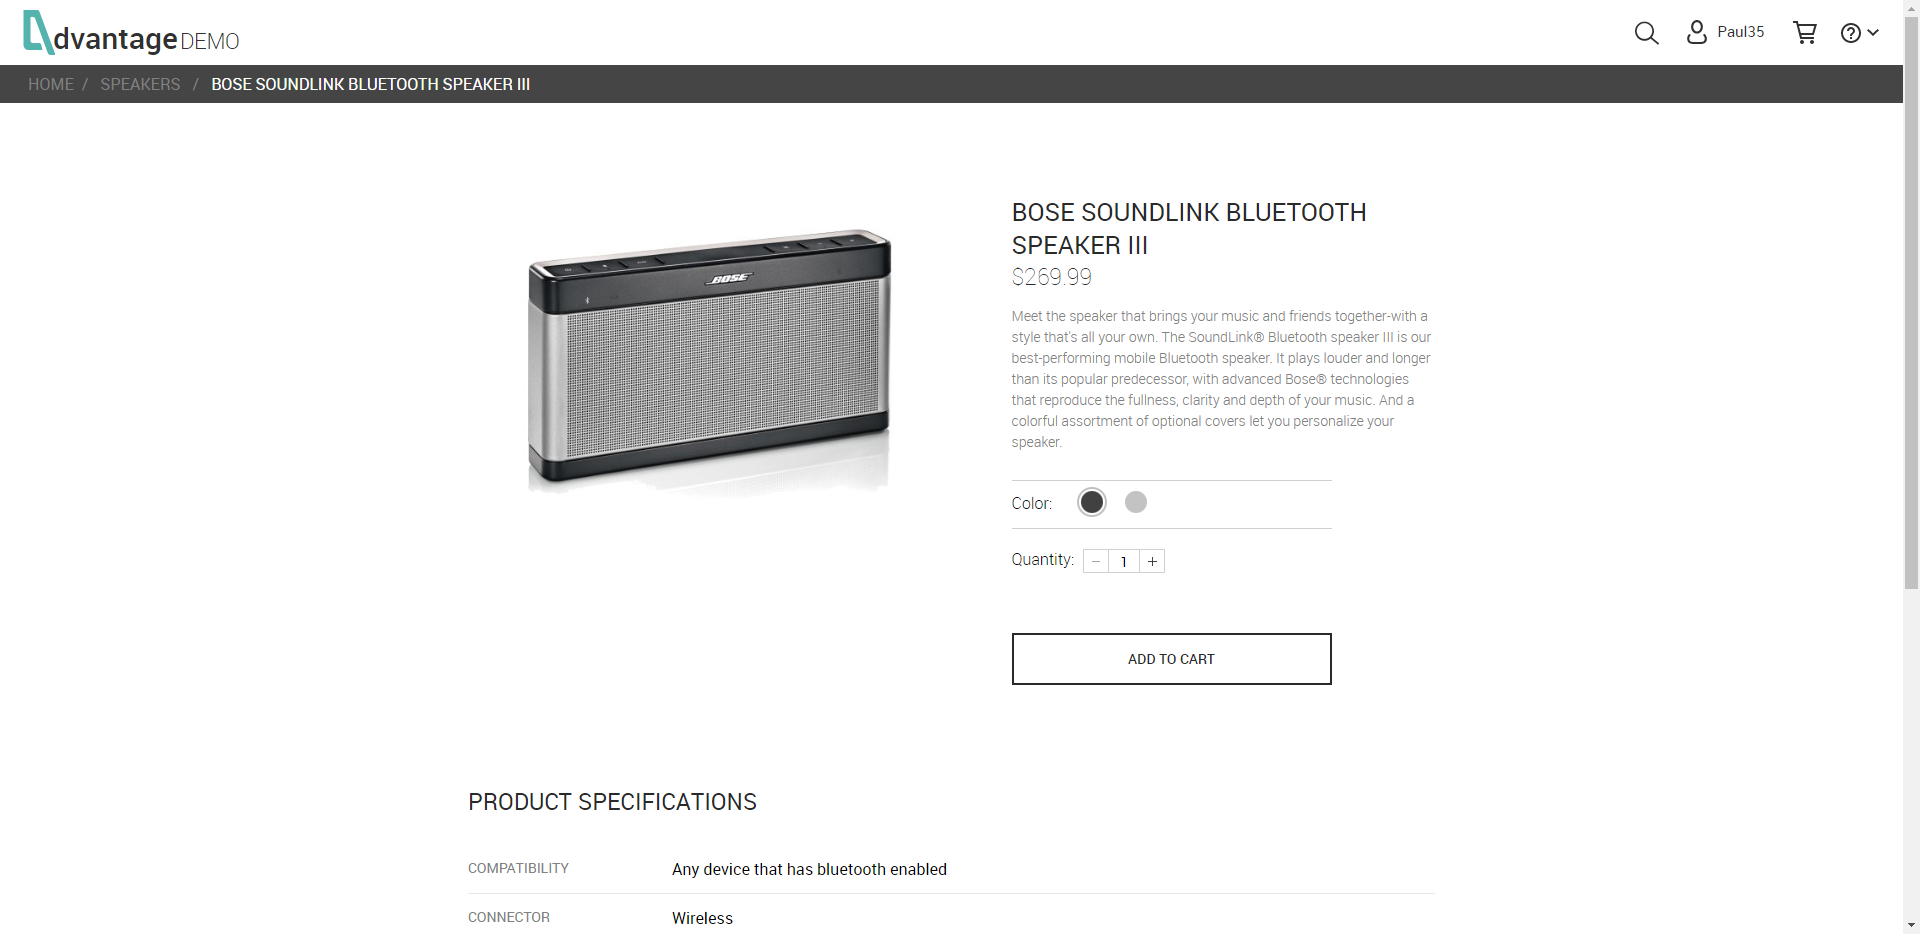 dvantage DEMO
Paul35
HOME / SPEAKERS / BOSE SOUNDLINK BLUETOOTH SPEAKER III
BOSE
BOSE SOUNDLINK BLUETOOTH
SPEAKER III
$269.99
Meet the speaker that brings your music and friends together-with a
style that's all your own. The SoundLink® Bluetooth speaker III is our
best-performing mobile Bluetooth speaker. It plays louder and longer
than its popular predecessor, with advanced Bose® technologies
that reproduce the fullness, clarity and depth of your music. And a
colorful assortment of optional covers let you personalize your
speaker.
Color:
Quantity: − 1 +
ADD TO CART
PRODUCT SPECIFICATIONS
COMPATIBILITY Any device that has bluetooth enabled
CONNECTOR Wireless